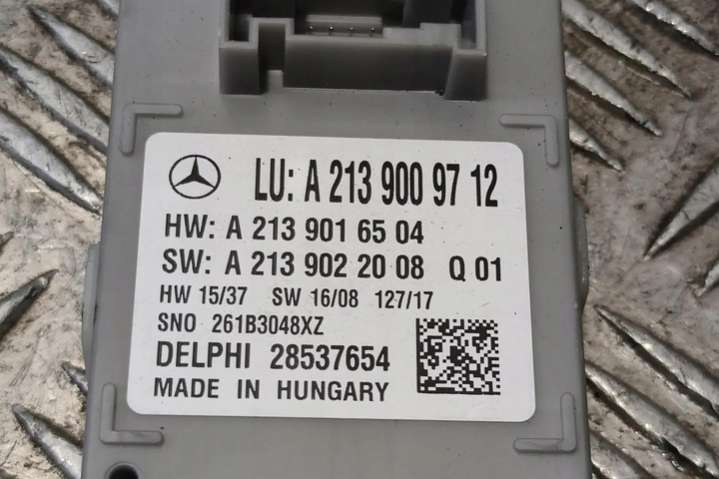 LU: A 213 900 97 12
HW: A 213 901 65 04
SW: A 213 902 20 08 Q 01
HW 15/37 SW 16/08 127/17
SNO 261B3048XZ
DELPHI 28537654
MADE IN HUNGARY